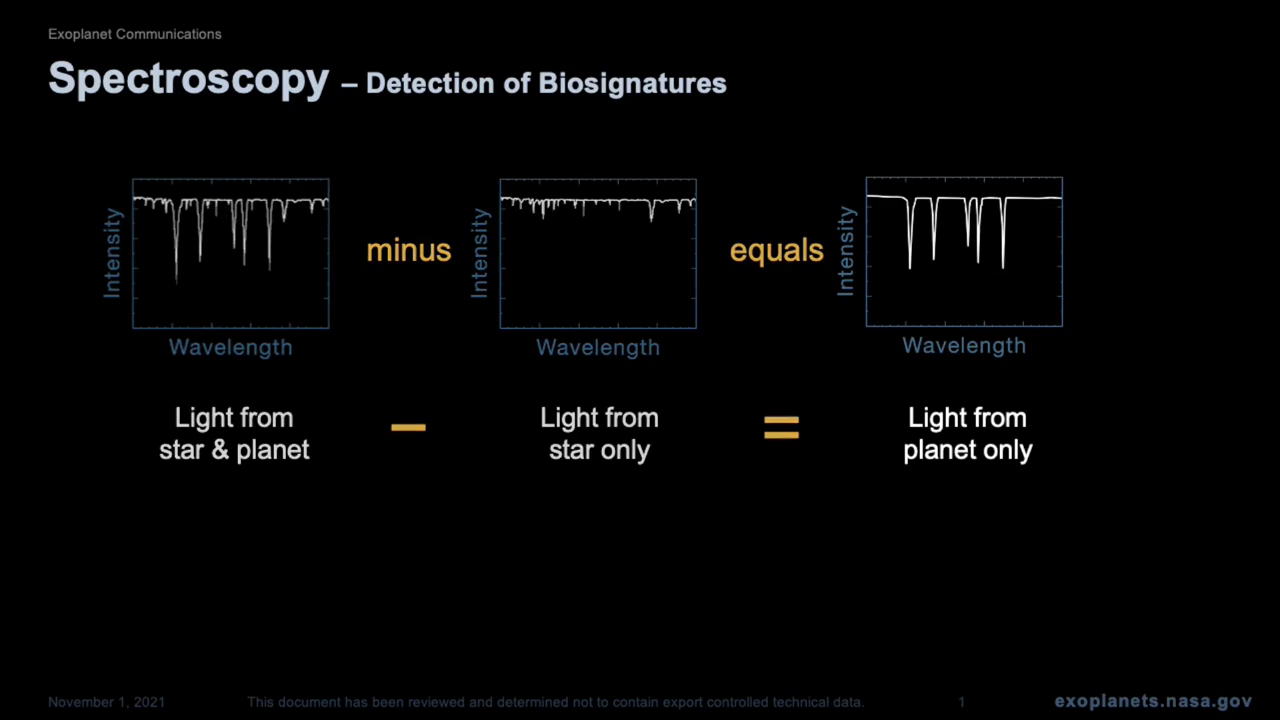 Exoplanet Communications
Spectroscopy – Detection of Biosignatures
Intensity
Wavelength
minus
Intensity
Wavelength
equals
Intensity
Wavelength
Light from
star & planet
–
Light from
star only
=
Light from
planet only
November 1, 2021
This document has been reviewed and determined not to contain export controlled technical data.
1
exoplanets.nasa.gov